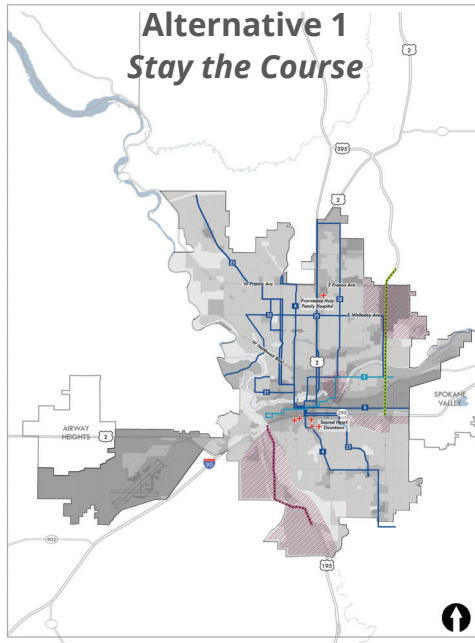 Alternative 1
Stay the Course
2
395
2
W Francis Ave
E Francis Ave
Providence Holy
Family Hospital
E Wellesley Ave
2
SPOKANE
VALLEY
290
AIRWAY
HEIGHTS
2
Sacred Heart
Downtown
90
902
195